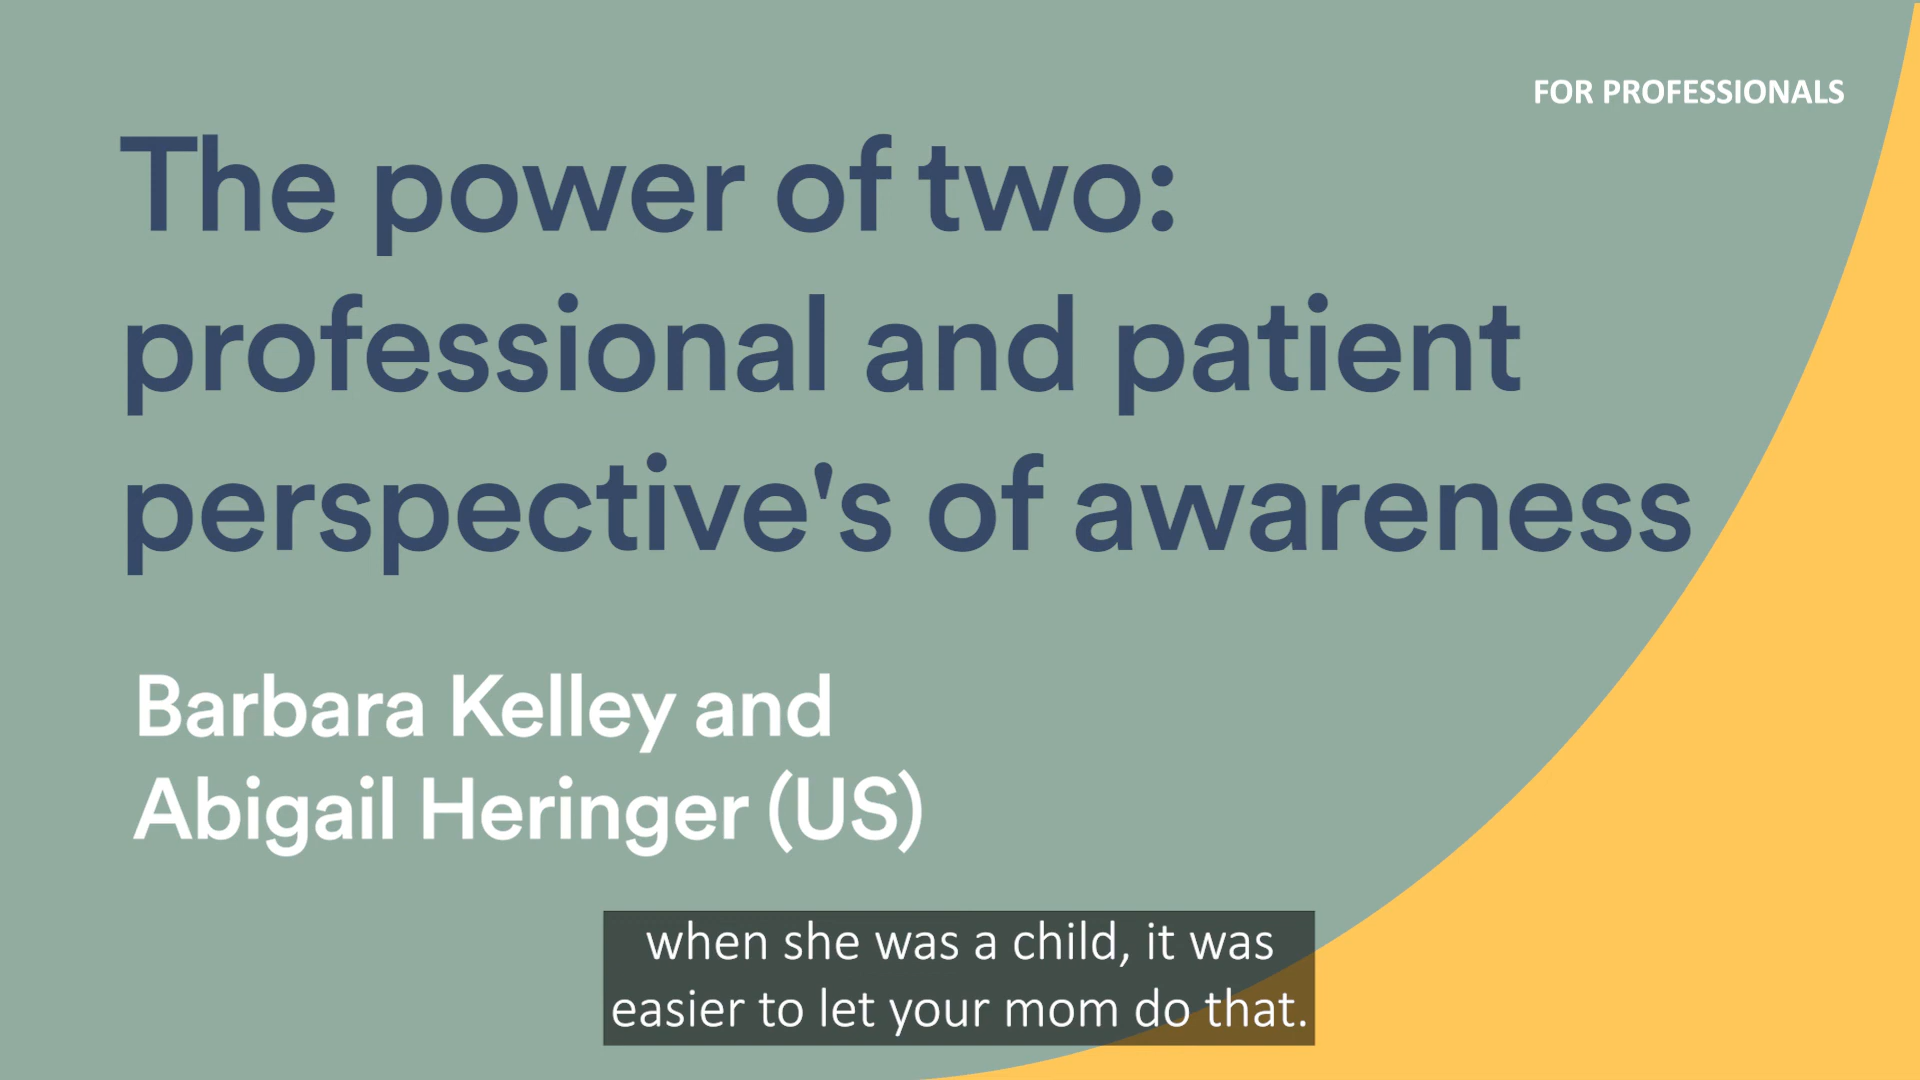 FOR PROFESSIONALS
The power of two:
professional and patient
perspective's of awareness
Barbara Kelley and
Abigail Heringer (US)
when she was a child, it was
easier to let your mom do that.